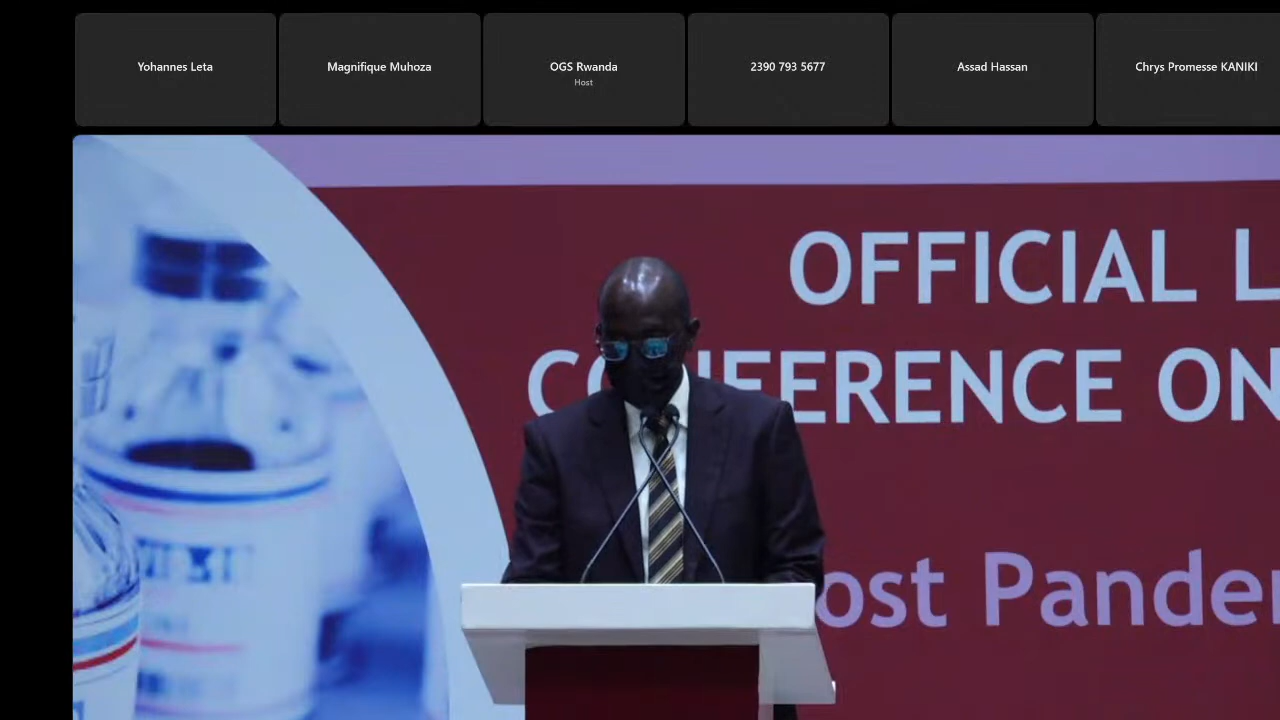 Yohannes Leta
Magnifique Muhoza
OGS Rwanda
Host
2390 793 5677
Assad Hassan
Chrys Promesse KANIKI
OFFICIAL L
CONFERENCE ON
ost Pandem